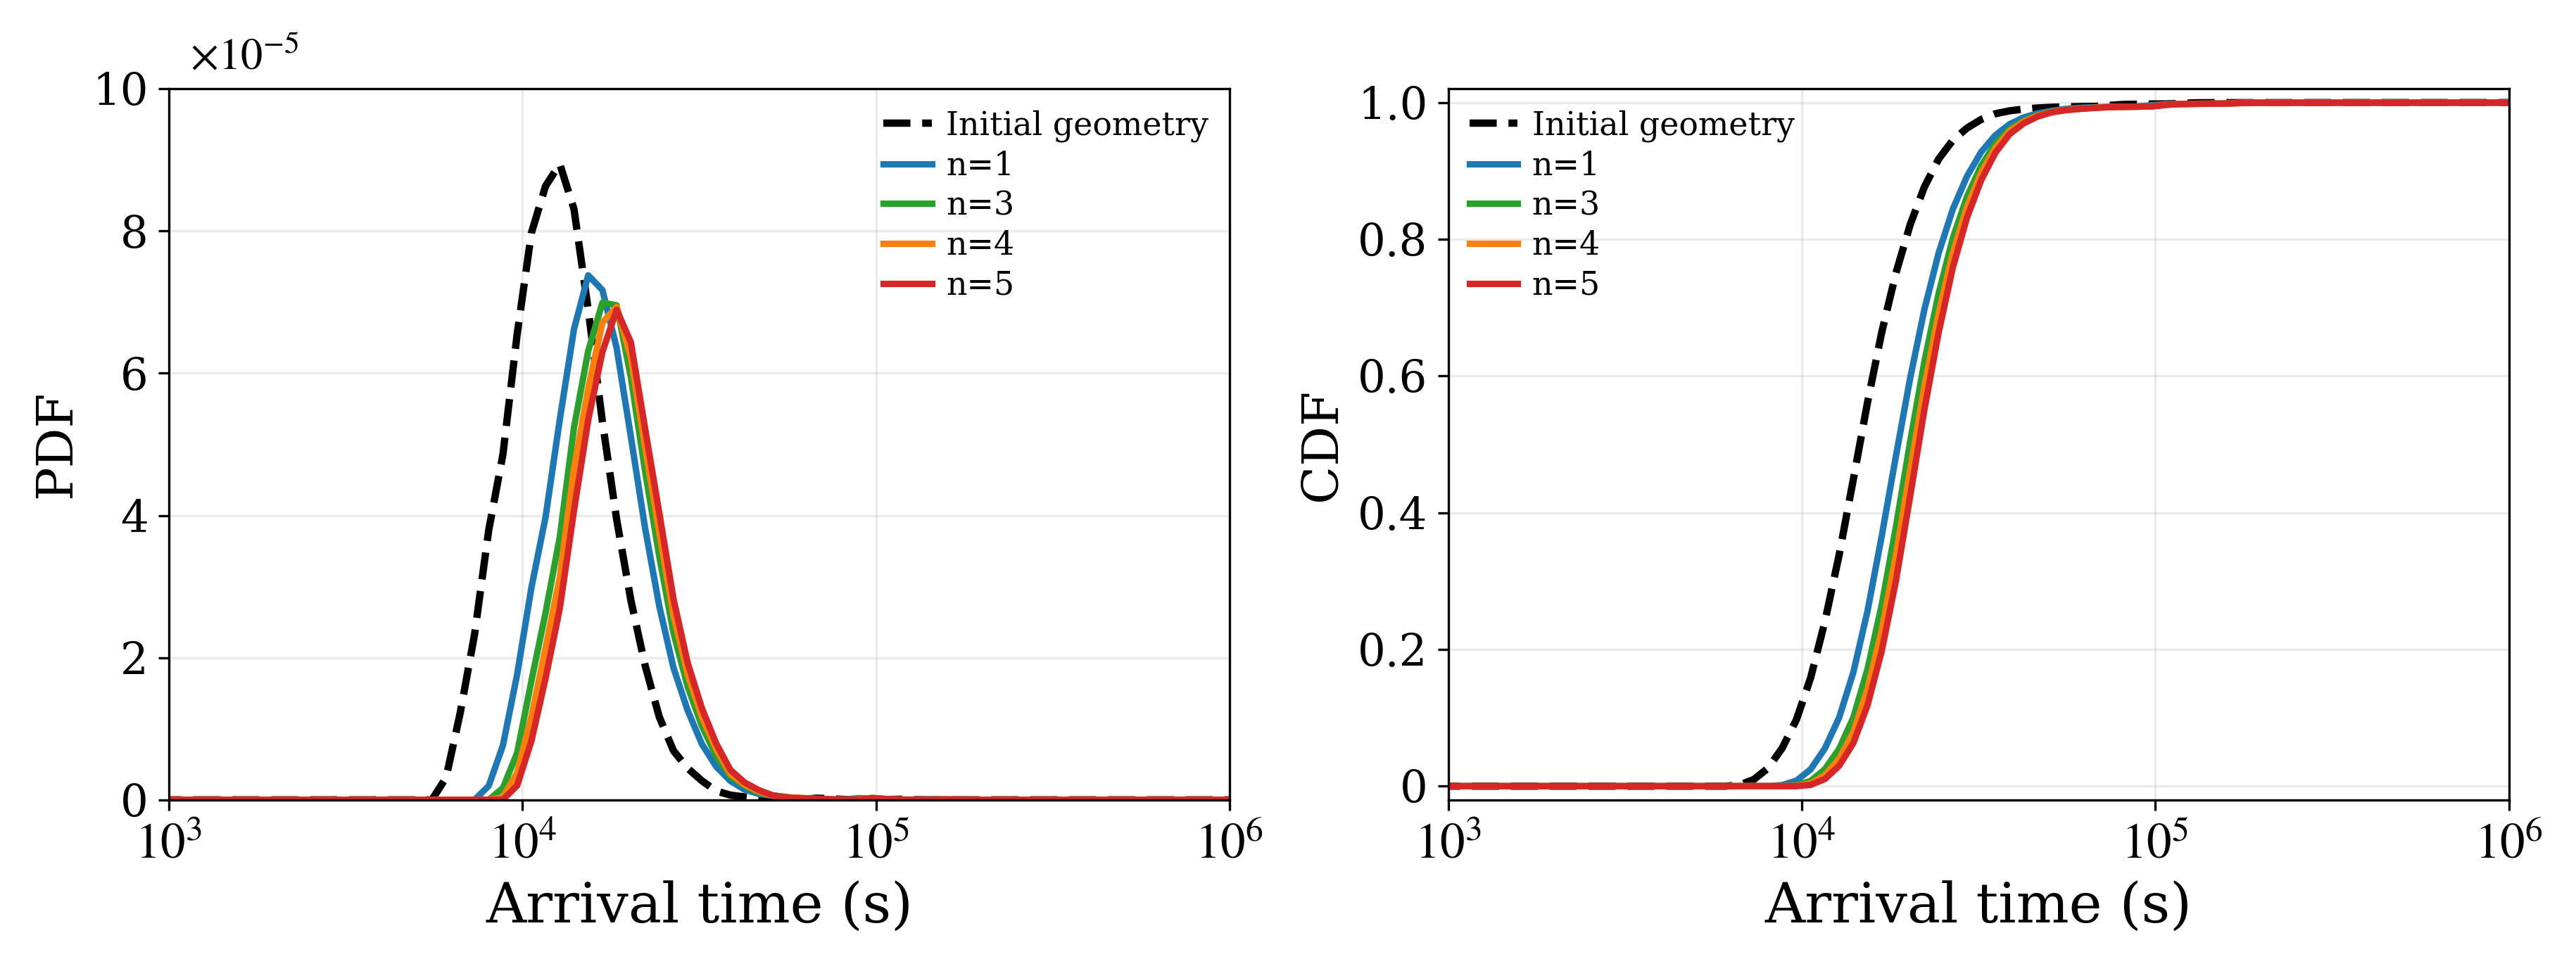 ×10⁻⁵
10
8
6
4
2
0
PDF
10³
10⁴
10⁵
10⁶
Arrival time (s)
Initial geometry
n=1
n=3
n=4
n=5
1.0
0.8
0.6
0.4
0.2
0
CDF
10³
10⁴
10⁵
10⁶
Arrival time (s)
Initial geometry
n=1
n=3
n=4
n=5